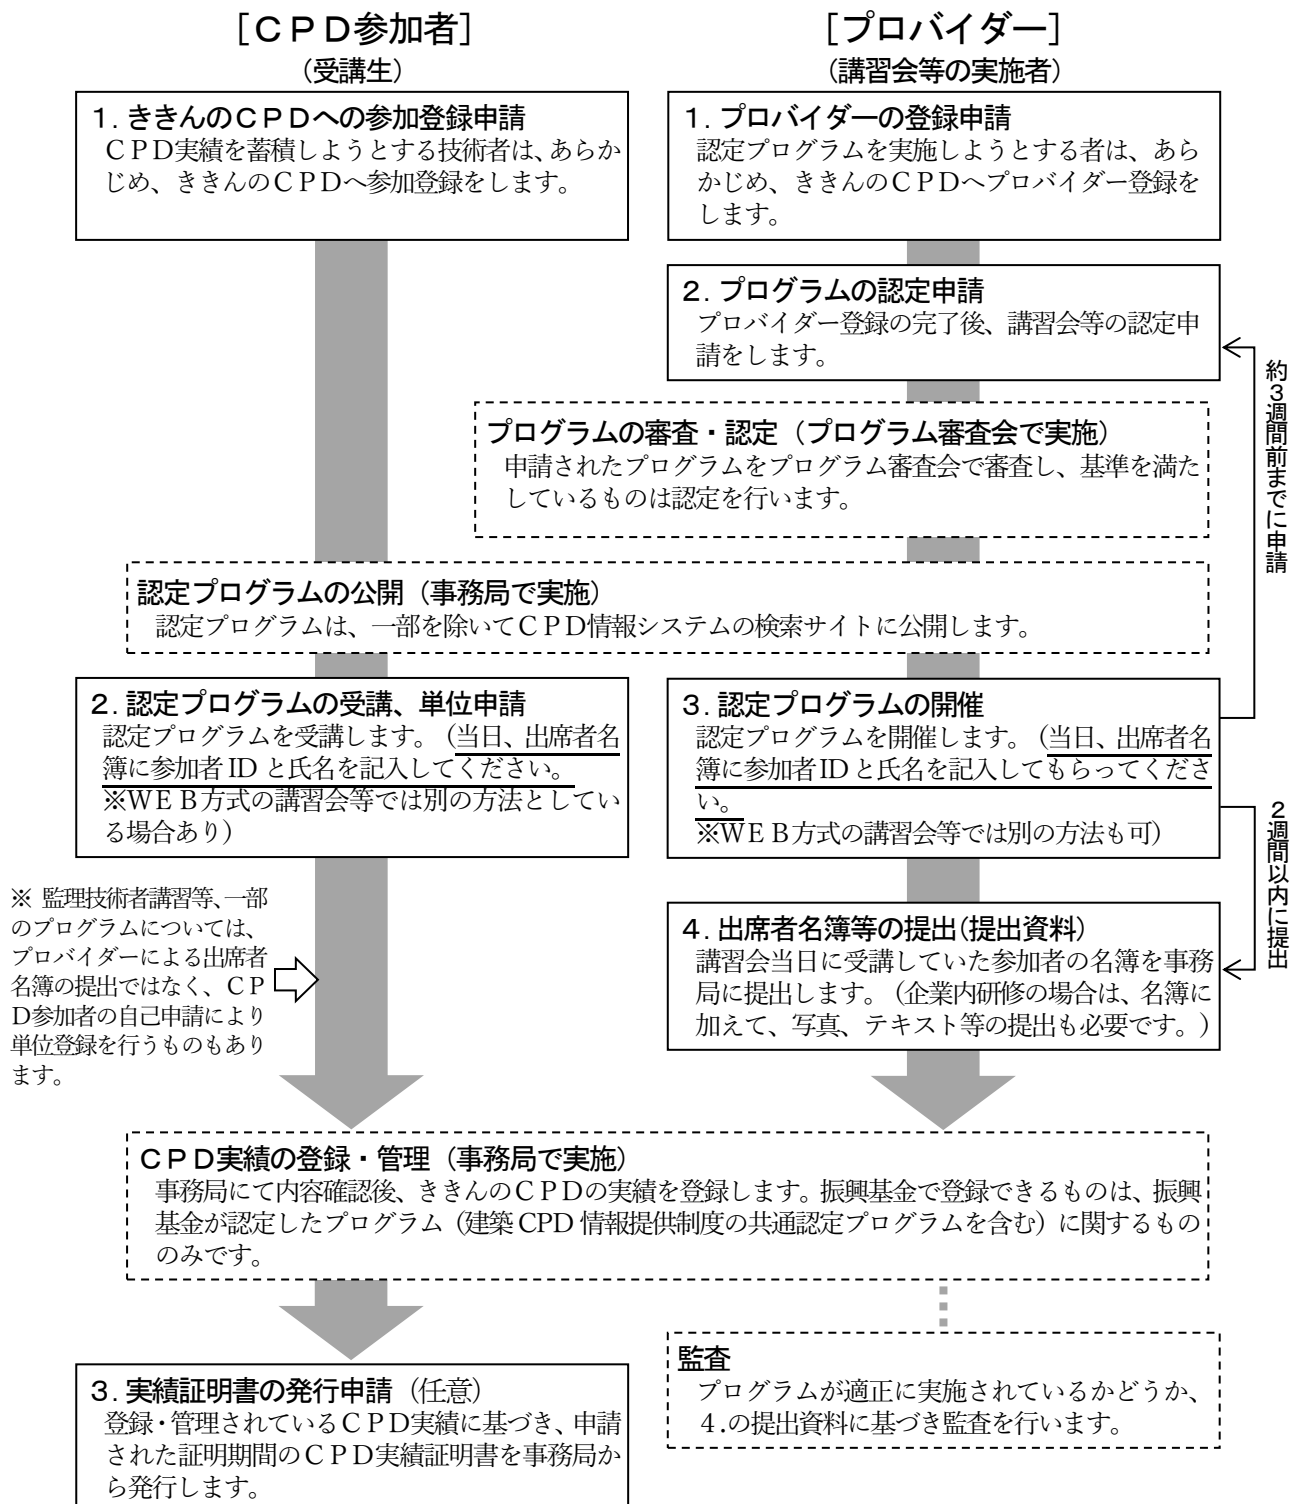 ［ＣＰＤ参加者］
（受講生）
［プロバイダー］
（講習会等の実施者）
１．ききんのＣＰＤへの参加登録申請
ＣＰＤ実績を蓄積しようとする技術者は、あらか
じめ、ききんのＣＰＤへ参加登録をします。
１．プロバイダーの登録申請
認定プログラムを実施しようとする者は、あら
かじめ、ききんのＣＰＤへプロバイダー登録を
します。
２．プログラムの認定申請
プロバイダー登録の完了後、講習会等の認定申
請をします。
約３週間前までに申請
プログラムの審査・認定（プログラム審査会で実施）
申請されたプログラムをプログラム審査会で審査し、基準を満た
しているものは認定を行います。
認定プログラムの公開（事務局で実施）
認定プログラムは、一部を除いてＣＰＤ情報システムの検索サイトに公開します。
２．認定プログラムの受講、単位申請
認定プログラムを受講します。（当日、出席者名
簿に参加者 ID と氏名を記入してください。
※ＷＥＢ方式の講習会等では別の方法としてい
る場合あり）
３．認定プログラムの開催
認定プログラムを開催します。（当日、出席者名
簿に参加者 ID と氏名を記入してもらってくださ
い。
※ＷＥＢ方式の講習会等では別の方法も可）
２週間以内に提出
※ 監理技術者講習等、一部
のプログラムについては、
プロバイダーによる出席者
名簿の提出ではなく、ＣＰ
Ｄ参加者の自己申請により
単位登録を行うものもあり
ます。
４．出席者名簿等の提出（提出資料）
講習会当日に受講していた参加者の名簿を事務
局に提出します。（企業内研修の場合は、名簿に
加えて、写真、テキスト等の提出も必要です。）
ＣＰＤ実績の登録・管理（事務局で実施）
事務局にて内容確認後、ききんのＣＰＤの実績を登録します。振興基金で登録できるものは、振興
基金が認定したプログラム（建築 CPD 情報提供制度の共通認定プログラムを含む）に関するもの
のみです。
３．実績証明書の発行申請（任意）
登録・管理されているＣＰＤ実績に基づき、申請
された証明期間のＣＰＤ実績証明書を事務局か
ら発行します。
監査
プログラムが適正に実施されているかどうか、
４．の提出資料に基づき監査を行います。